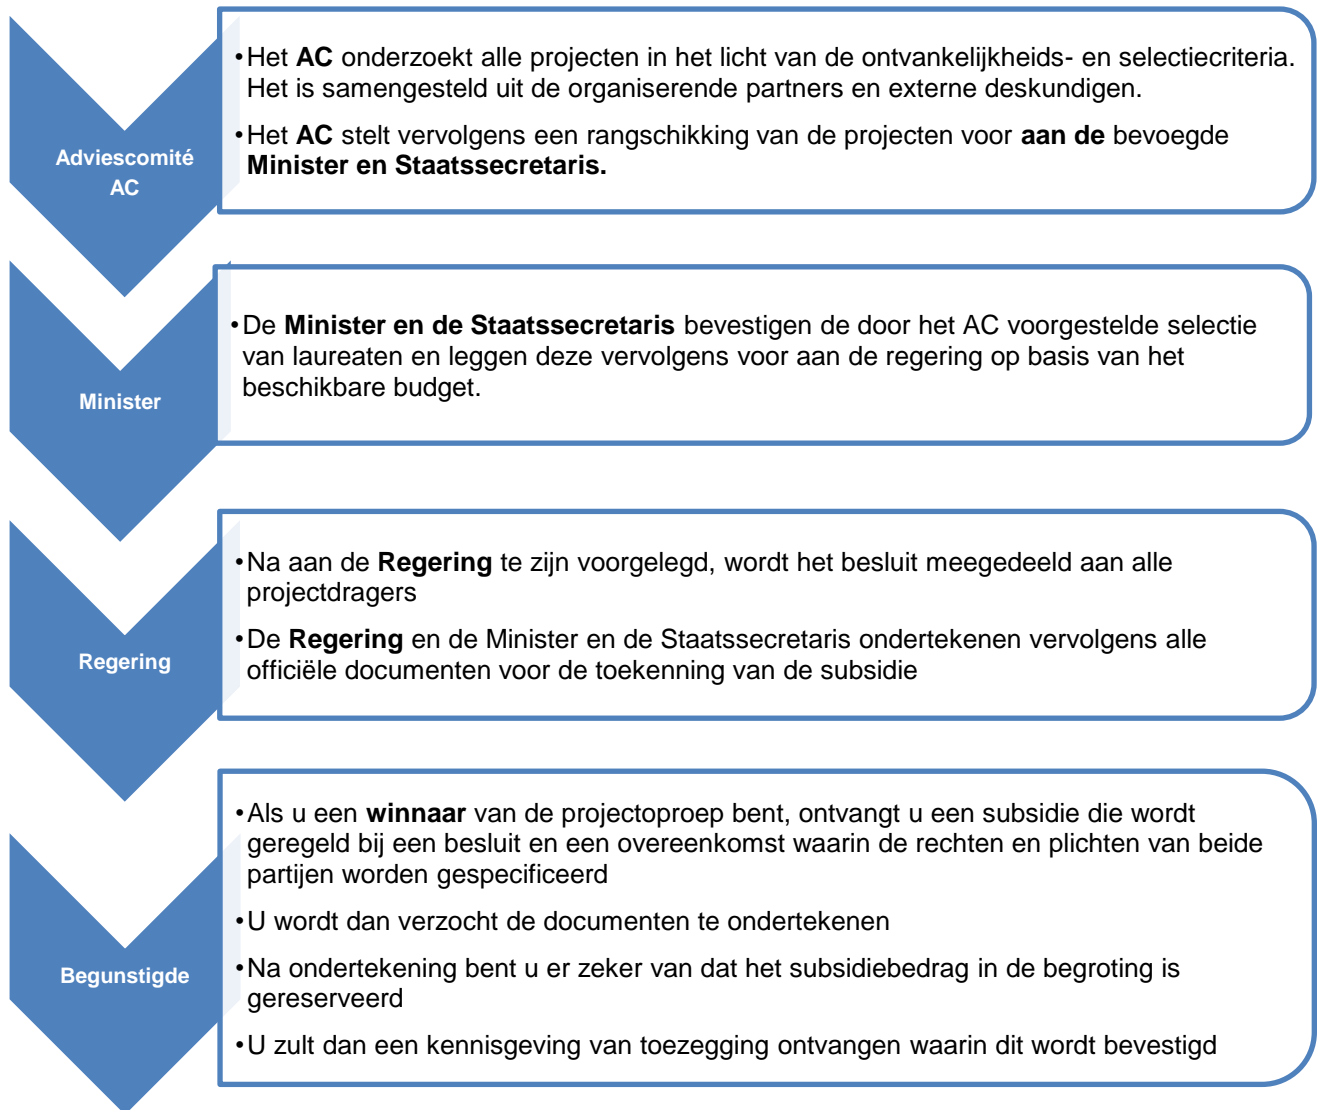 •Het AC onderzoekt alle projecten in het licht van de ontvankelijkheids- en selectiecriteria.
Het is samengesteld uit de organiserende partners en externe deskundigen.
•Het AC stelt vervolgens een rangschikking van de projecten voor aan de bevoegde
Minister en Staatssecretaris.
Adviescomité
AC
•De Minister en de Staatssecretaris bevestigen de door het AC voorgestelde selectie
van laureaten en leggen deze vervolgens voor aan de regering op basis van het
beschikbare budget.
Minister
•Na aan de Regering te zijn voorgelegd, wordt het besluit meegedeeld aan alle
projectdragers
•De Regering en de Minister en de Staatssecretaris ondertekenen vervolgens alle
officiële documenten voor de toekenning van de subsidie
Regering
•Als u een winnaar van de projectoproep bent, ontvangt u een subsidie die wordt
geregeld bij een besluit en een overeenkomst waarin de rechten en plichten van beide
partijen worden gespecificeerd
•U wordt dan verzocht de documenten te ondertekenen
•Na ondertekening bent u er zeker van dat het subsidiebedrag in de begroting is
gereserveerd
•U zult dan een kennisgeving van toezegging ontvangen waarin dit wordt bevestigd
Begunstigde